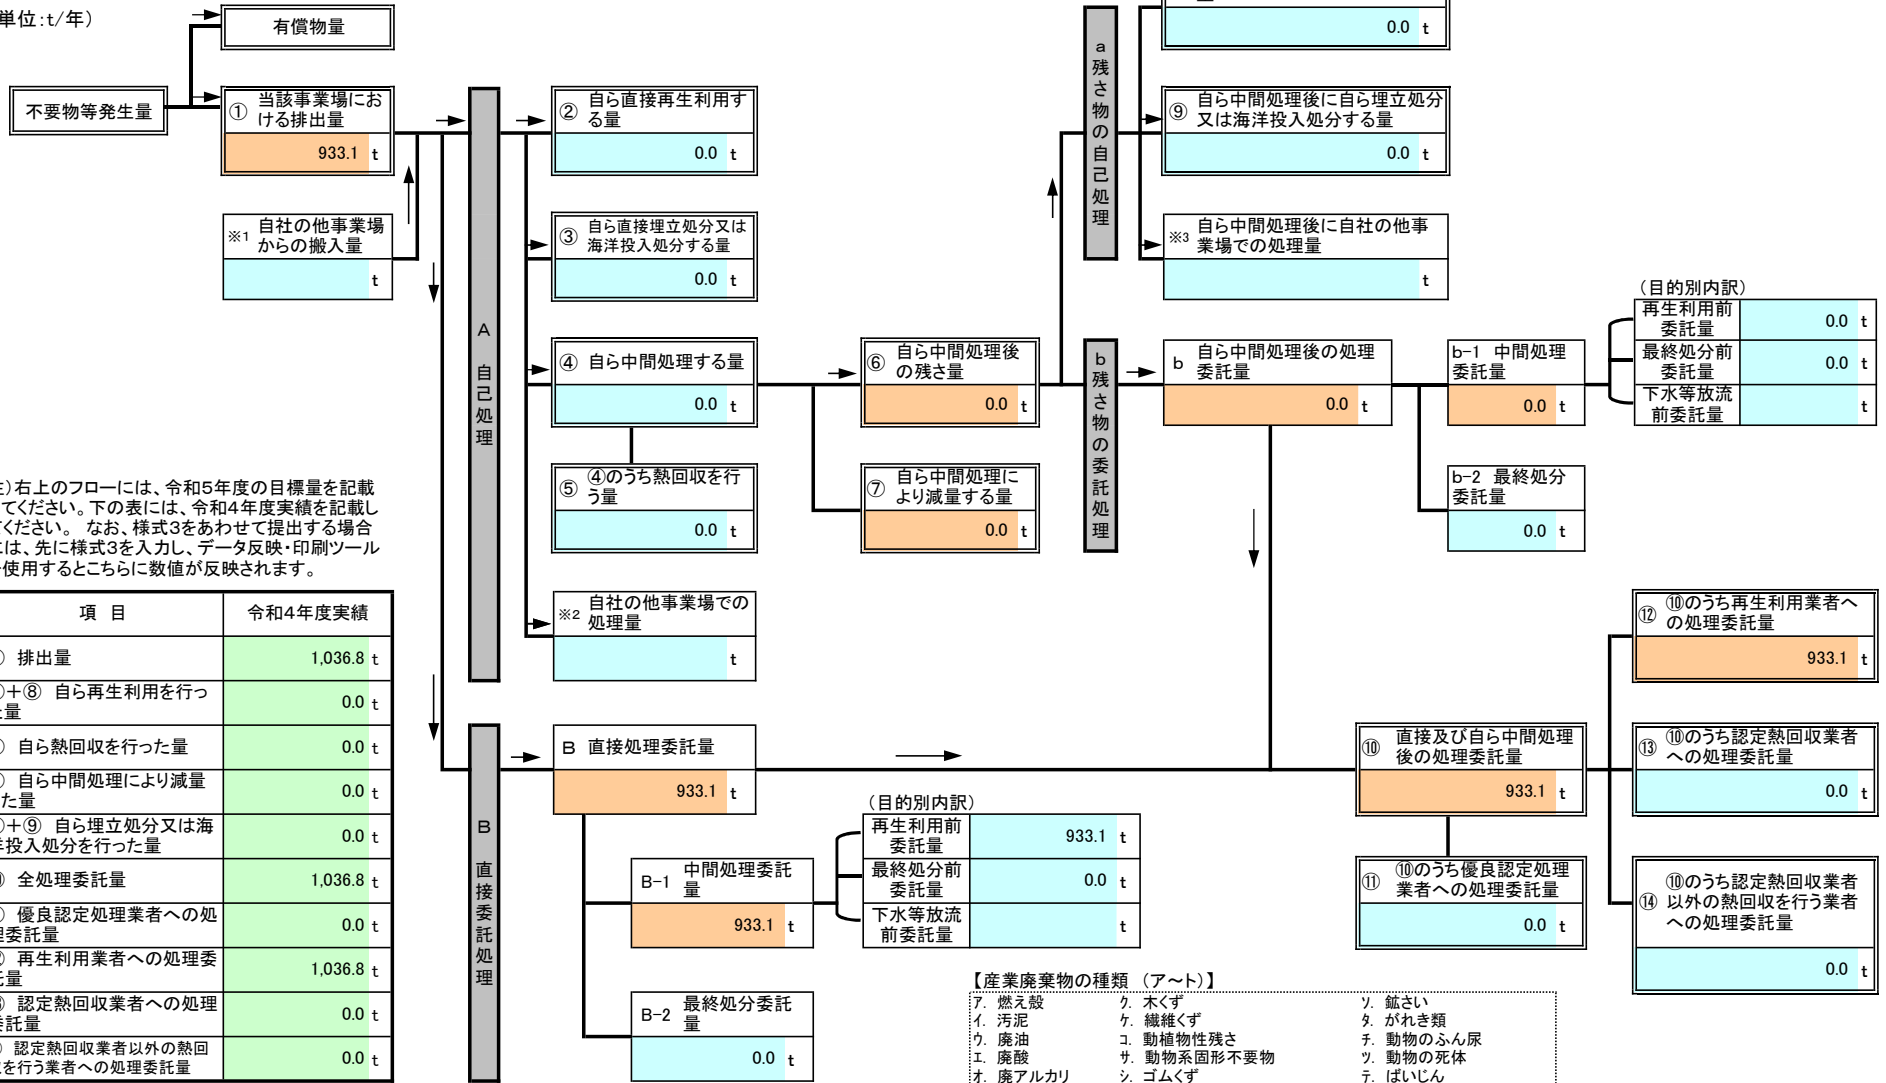 単位:t/年)
有償物量
不要物等発生量
① 当該事業場にお
ける排出量
933.1 t
※1 自社の他事業場
からの搬入量
t
A 自己処理
② 自ら直接再生利用す
る量
0.0 t
③ 自ら直接埋立処分又は
海洋投入処分する量
0.0 t
④ 自ら中間処理する量
0.0 t
⑤ ④のうち熱回収を行
う量
0.0 t
※2 自社の他事業場での
処理量
t
⑥ 自ら中間処理後
の残さ量
0.0 t
⑦ 自ら中間処理に
より減量する量
0.0 t
a 残さ物の自己処理
0.0 t
⑨ 自ら中間処理後に自ら埋立処分
又は海洋投入処分する量
0.0 t
※3 自ら中間処理後に自社の他事
業場での処理量
t
b 残さ物の委託処理
b 自ら中間処理後の処理
委託量
0.0 t
b-1 中間処理
委託量
0.0 t
b-2 最終処分
委託量
0.0 t
(目的別内訳)
再生利用前
委託量
0.0 t
最終処分前
委託量
0.0 t
下水等放流
前委託量
t
)右上のフローには、令和5年度の目標量を記載
てください。下の表には、令和4年度実績を記載し
ください。 なお、様式3をあわせて提出する場合
は、先に様式3を入力し、データ反映・印刷ツール
使用するとこちらに数値が反映されます。
項 目 令和4年度実績
排出量 1,036.8 t
+⑧ 自ら再生利用を行っ
量 0.0 t
自ら熱回収を行った量 0.0 t
自ら中間処理により減量
た量 0.0 t
+⑨ 自ら埋立処分又は海
投入処分を行った量 0.0 t
全処理委託量 1,036.8 t
優良認定処理業者への処
委託量 0.0 t
再生利用業者への処理委
量 1,036.8 t
認定熱回収業者への処理
託量 0.0 t
認定熱回収業者以外の熱回
を行う業者への処理委託量 0.0 t
B 直接委託処理
B 直接処理委託量
933.1 t
B-1 中間処理委託
量
933.1 t
B-2 最終処分委託
量
0.0 t
(目的別内訳)
再生利用前
委託量
933.1 t
最終処分前
委託量
0.0 t
下水等放流
前委託量
t
⑩ 直接及び自ら中間処理
後の処理委託量
933.1 t
⑪ ⑩のうち優良認定処理
業者への処理委託量
0.0 t
⑫ ⑩のうち再生利用業者へ
の処理委託量
933.1 t
⑬ ⑩のうち認定熱回収業者
への処理委託量
0.0 t
⑭ ⑩のうち認定熱回収業者
以外の熱回収を行う業者
への処理委託量
0.0 t
【産業廃棄物の種類 (ア~ト)】
ア. 燃え殻 ク. 木くず ソ. 鉱さい
イ. 汚泥 ケ. 繊維くず タ. がれき類
ウ. 廃油 コ. 動植物性残さ チ. 動物のふん尿
エ. 廃酸 サ. 動物系固形不要物 ツ. 動物の死体
オ. 廃アルカリ シ. ゴムくず テ. ばいじん